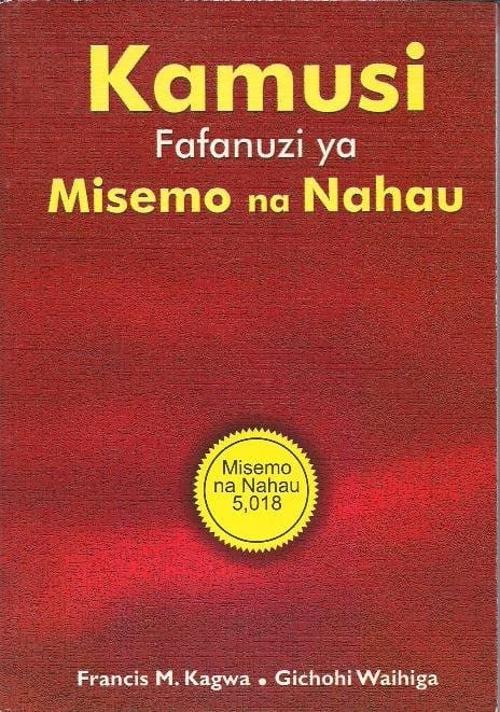 Kamusi
Fafanuzi ya
Misemo na Nahau
Misemo
na Nahau
5,018
Francis M. Kagwa • Gichohi Waihiga